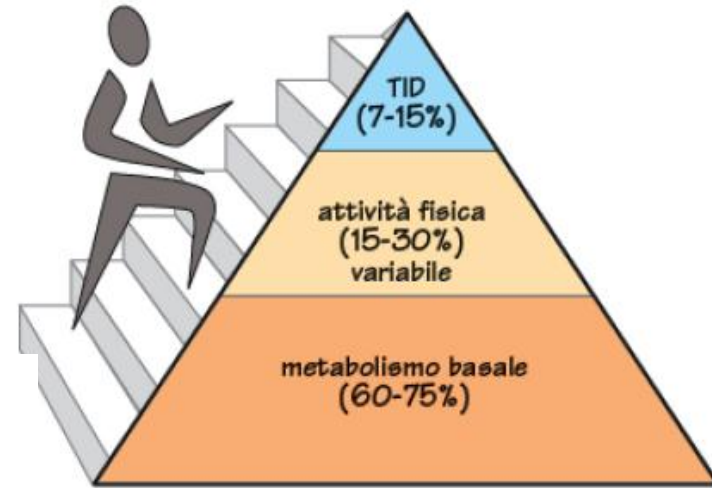 TID
(7-15%)
attività fisica
(15-30%)
variabile
metabolismo basale
(60-75%)